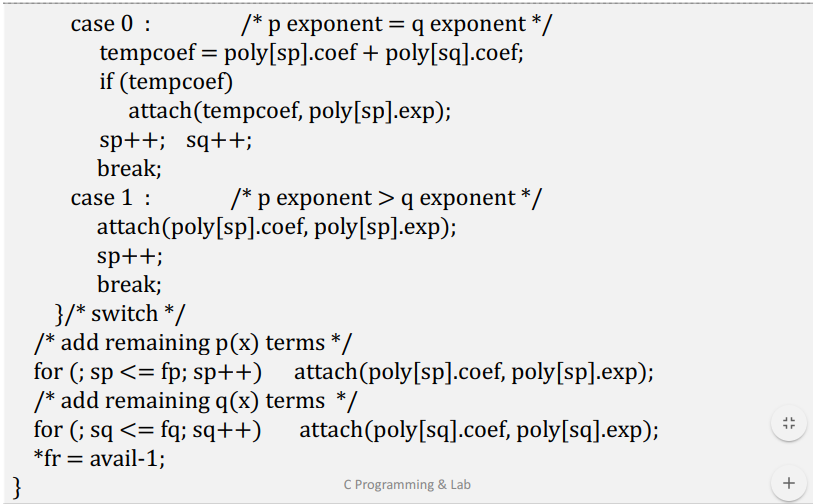 case 0 : /* p exponent = q exponent */
tempcoef = poly[sp].coef + poly[sq].coef;
if (tempcoef)
attach(tempcoef, poly[sp].exp);
sp++; sq++;
break;
case 1 : /* p exponent > q exponent */
attach(poly[sp].coef, poly[sp].exp);
sp++;
break;
}/* switch */
/* add remaining p(x) terms */
for (; sp <= fp; sp++) attach(poly[sp].coef, poly[sp].exp);
/* add remaining q(x) terms */
for (; sq <= fq; sq++) attach(poly[sq].coef, poly[sq].exp);
*fr = avail-1;
}
C Programming & Lab